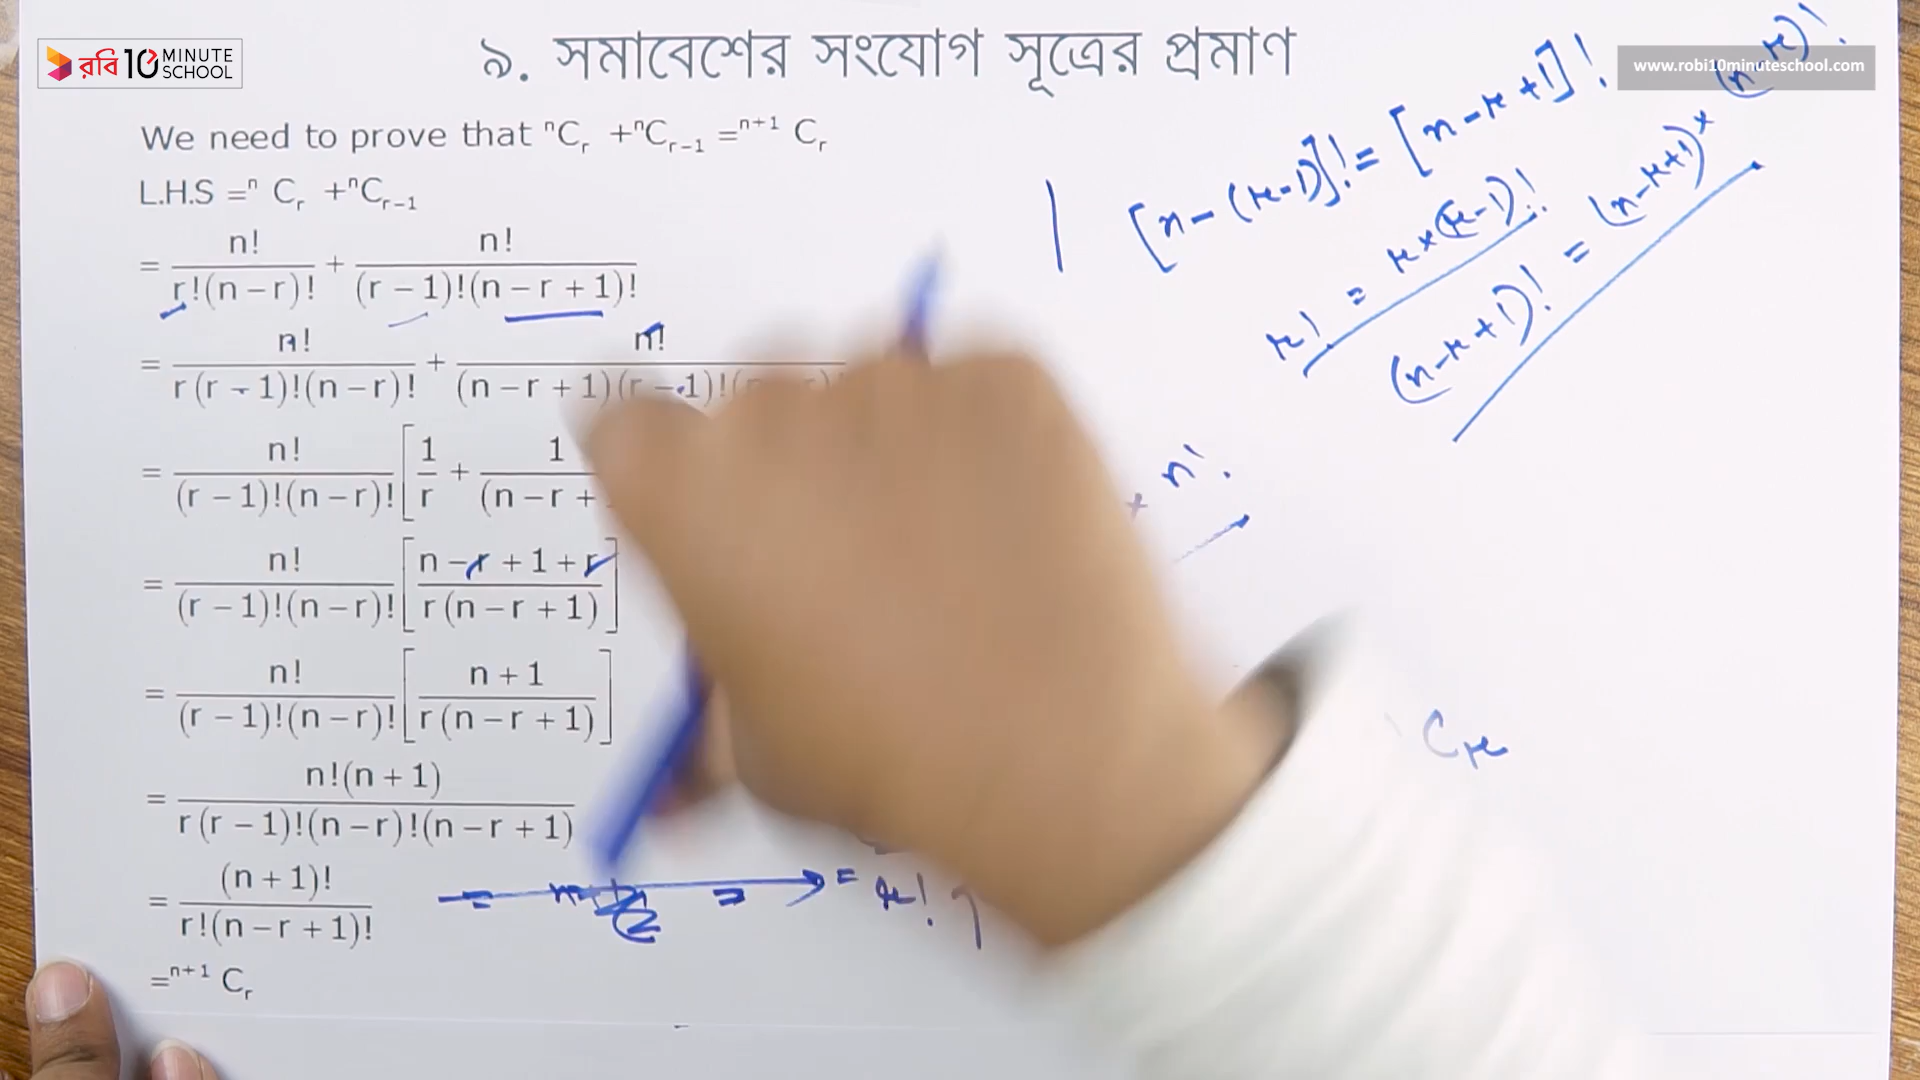 রবি 10 MINUTE SCHOOL
৯. সমাবেশের সংযোগ সূত্রের প্রমাণ
www.robi10minuteschool.com
We need to prove that ⁿCᵣ + ⁿCᵣ₋₁ = ⁿ⁺¹Cᵣ
L.H.S = ⁿCᵣ + ⁿCᵣ₋₁
= n! / r!(n−r)! + n! / (r−1)!(n−r+1)!
= n! / r(r−1)!(n−r)! + n! / (n−r+1)(r−1)!
= n! / (r−1)!(n−r)! [1/r + 1/(n−r+
= n! / (r−1)!(n−r)! [n−r+1+r / r(n−r+1)]
= n! / (r−1)!(n−r)! [n+1 / r(n−r+1)]
= n!(n+1) / r(r−1)!(n−r)!(n−r+1)
= (n+1)! / r!(n−r+1)!
= ⁿ⁺¹Cᵣ
[n-(r-1)]! = [n-r+1]!
r! = r×(r-1)!
(n-r+1)! = (n-r+1)×(n-r)!
× n!
Cr
= r!